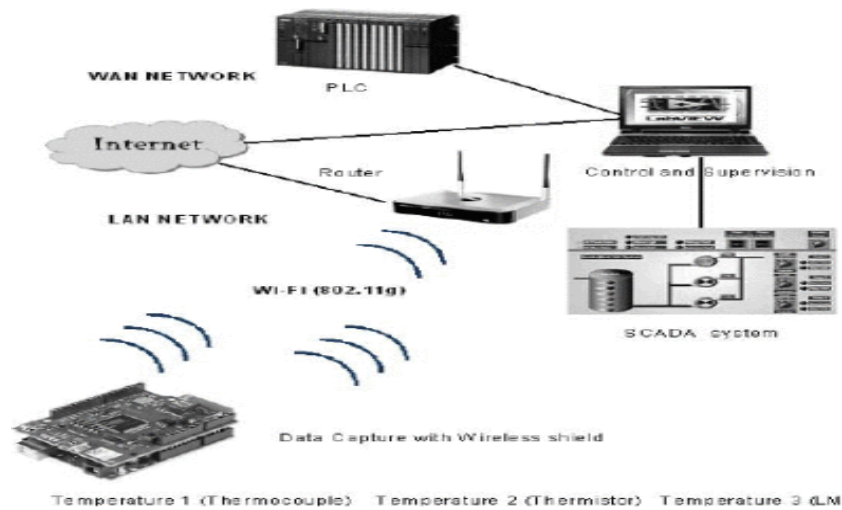 WAN NETWORK
PLC
Internet
Router
Control and Supervision
LabVIEW
LAN NETWORK
Wi-Fi (802.11g)
SCADA system
Data Capture with Wireless shield
Temperature 1 (Thermocouple) Temperature 2 (Thermistor) Temperature 3 (LM